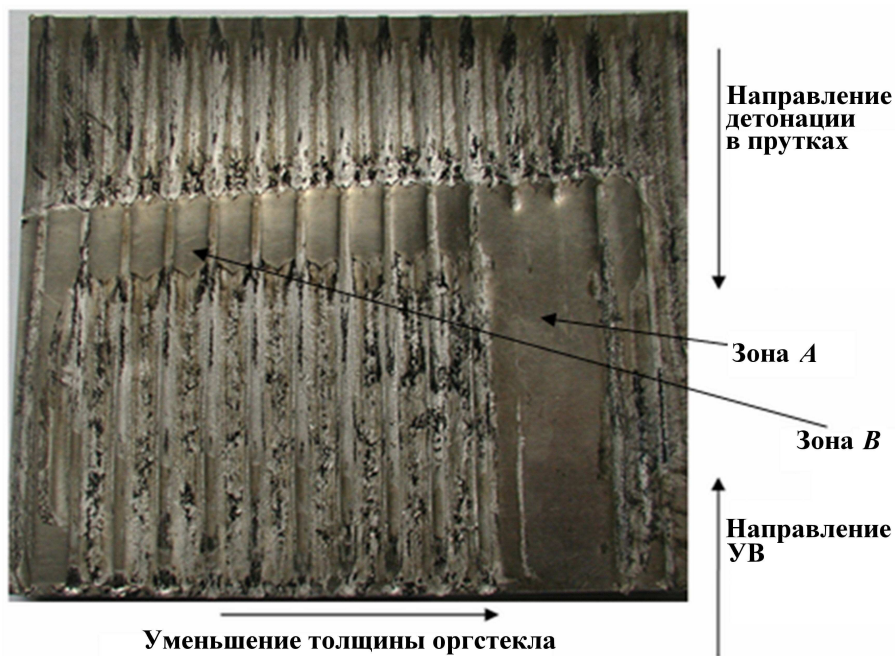 Направление
детонации
в прутках
Зона A
Зона B
Направление
УВ
Уменьшение толщины оргстекла